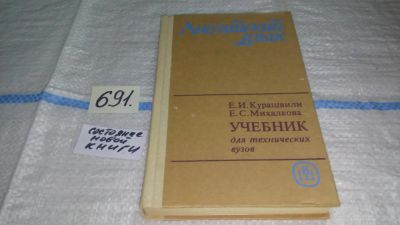 Английский
язык
Е.И.Курашвили
Е.С.Михалкова
УЧЕБНИК
для технических
вузов
691.
состояние
новой
книги